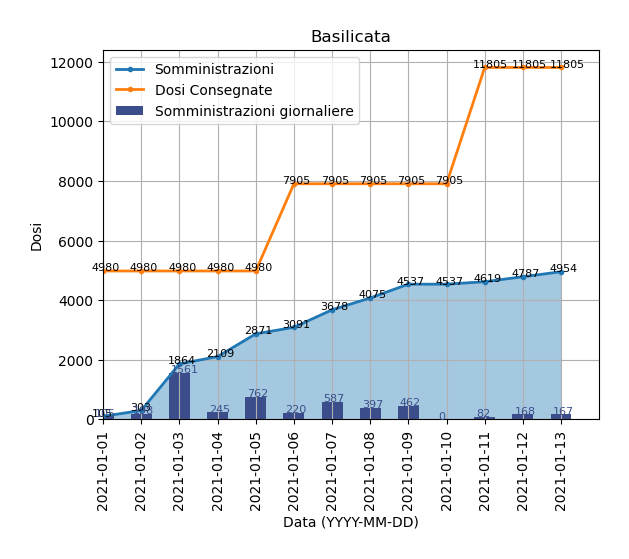 Basilicata
Somministrazioni
Dosi Consegnate
Somministrazioni giornaliere
12000
10000
8000
6000
4000
2000
0
Dosi
4980 4980 4980 4980 4980 7905 7905 7905 7905 7905 11805 11805 11805
105 303 1864 2109 2871 3091 3678 4075 4537 4537 4619 4787 4954
1561 245 762 220 587 397 462 0 82 168 167
2021-01-01
2021-01-02
2021-01-03
2021-01-04
2021-01-05
2021-01-06
2021-01-07
2021-01-08
2021-01-09
2021-01-10
2021-01-11
2021-01-12
2021-01-13
Data (YYYY-MM-DD)